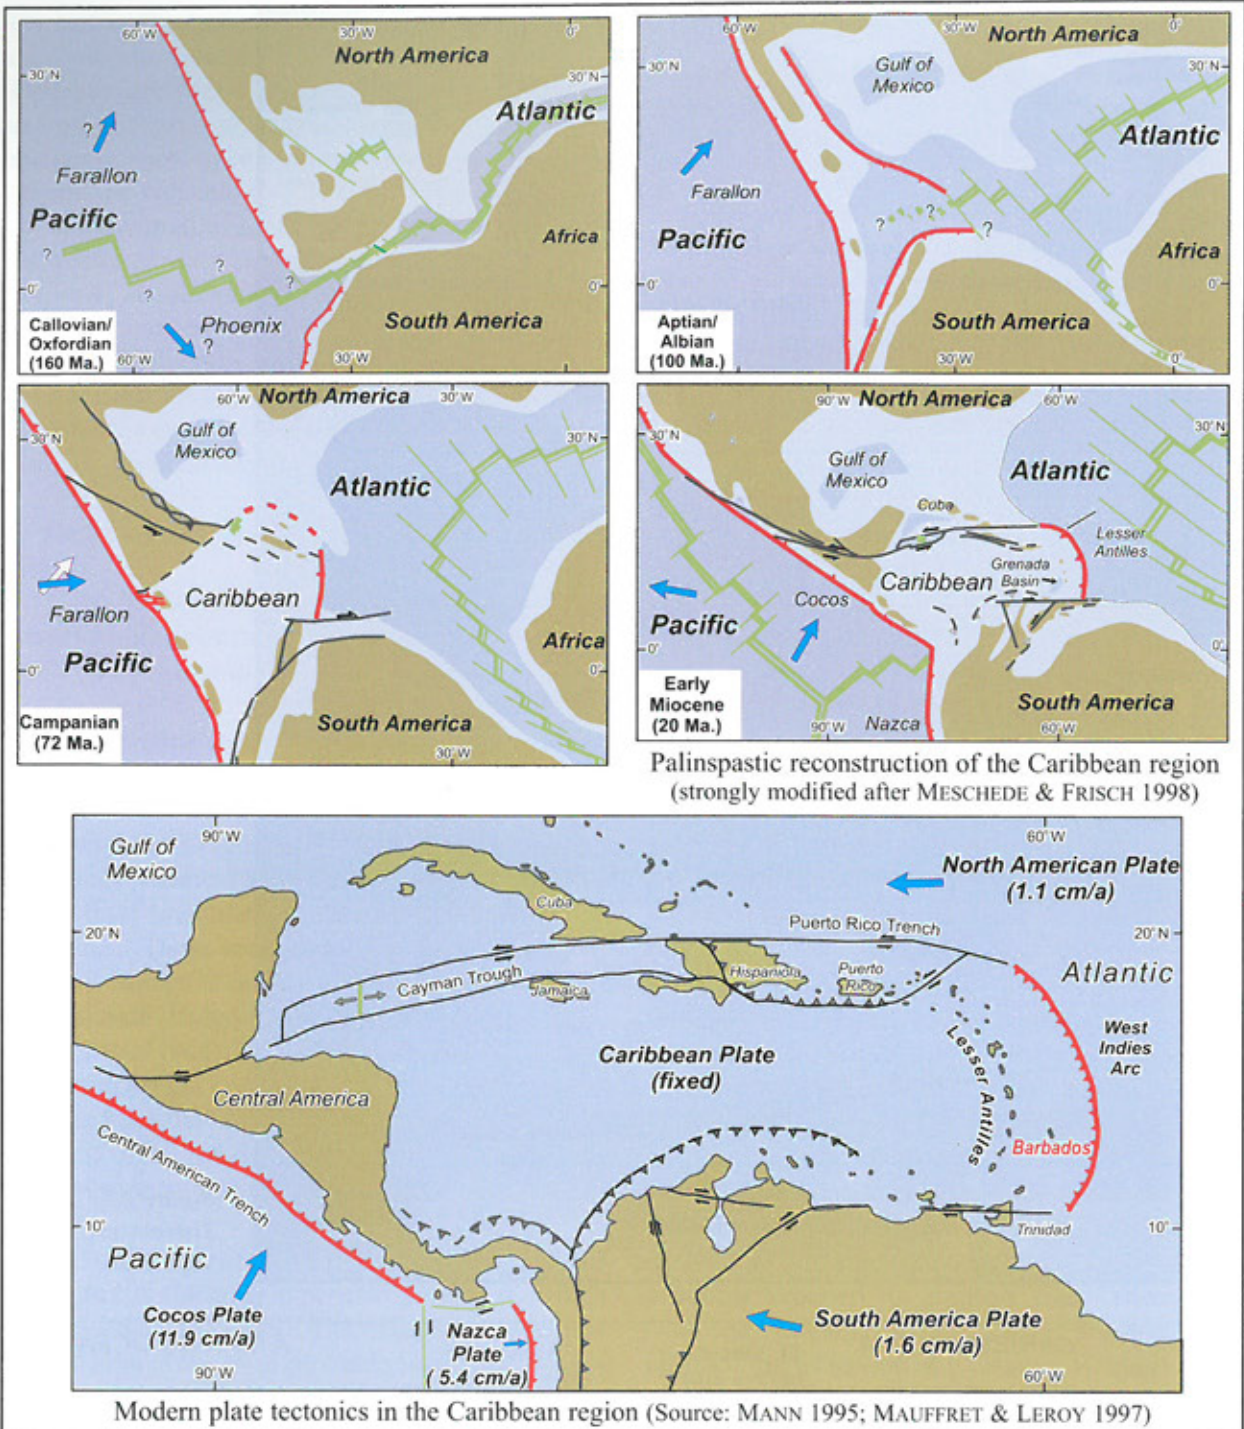 60° W
30° W
0°
North America
30° N
30° N
Atlantic
?
Farallon
Pacific
?
?
?
?
Africa
0°
0°
Phoenix
?
South America
Callovian/
Oxfordian
(160 Ma.)
60° W
30° W
60° W
30° W
North America
0°
30° N
30° N
Gulf of
Mexico
Atlantic
?
Farallon
?
?
?
Pacific
Africa
0°
0°
South America
Aptian/
Albian
(100 Ma.)
30° W
0°
60° W
North America
30° W
30° N
30° N
Gulf of
Mexico
Atlantic
Caribbean
Farallon
Pacific
Africa
0°
0°
South America
Campanian
(72 Ma.)
30° W
90° W
North America
60° W
30° N
30° N
Gulf of
Mexico
Atlantic
Cuba
Lesser
Antilles
Grenada
Basin
Caribbean
Cocos
Pacific
0°
0°
Early
Miocene
(20 Ma.)
90° W
Nazca
South America
60° W
Palinspastic reconstruction of the Caribbean region
(strongly modified after MESCHEDE & FRISCH 1998)
90° W
60° W
Gulf of
Mexico
North American Plate
(1.1 cm/a)
Cuba
20° N
Puerto Rico Trench
20° N
Atlantic
Cayman Trough
Jamaica
Hispaniola
Puerto
Rico
West
Indies
Arc
Caribbean Plate
(fixed)
Lesser Antilles
Central America
Central American Trench
Barbados
Trinidad
10°
10°
Pacific
Cocos Plate
(11.9 cm/a)
Nazca
Plate
( 5.4 cm/a)
South America Plate
(1.6 cm/a)
90° W
60° W
Modern plate tectonics in the Caribbean region (Source: MANN 1995; MAUFFRET & LEROY 1997)